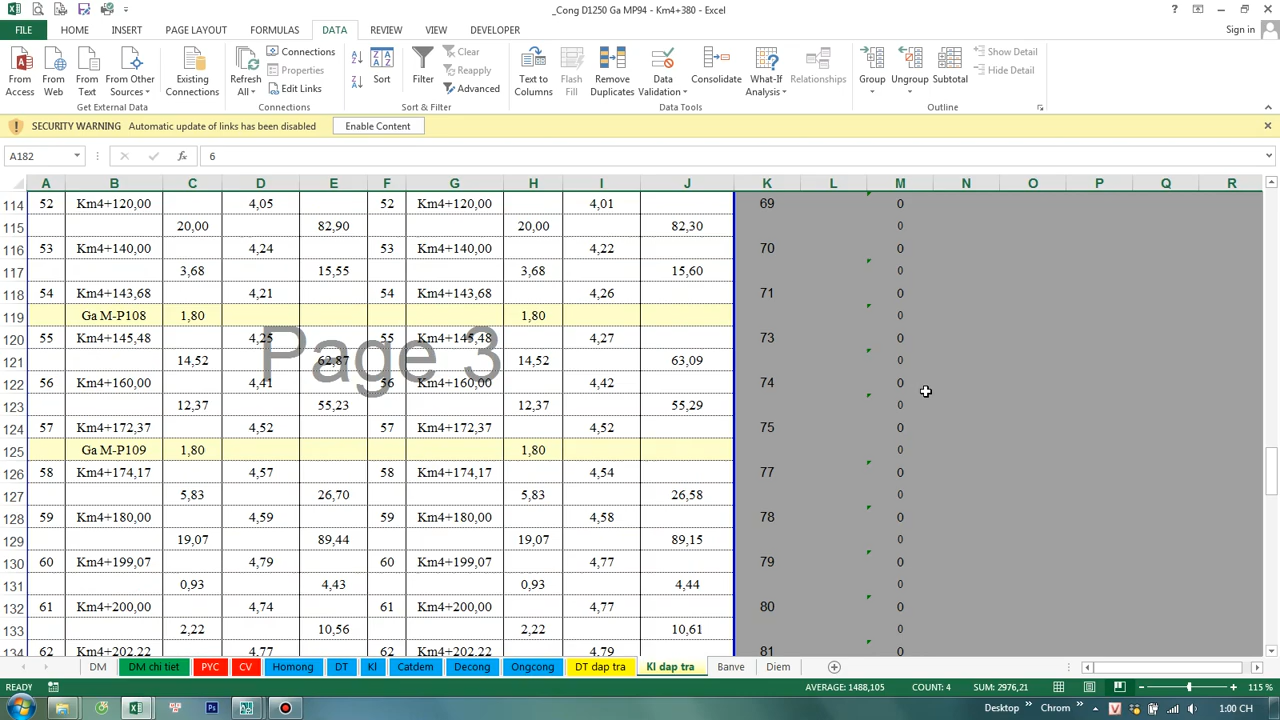 _Cong D1250 Ga MP94 - Km4+380 - Excel
FILE HOME INSERT PAGE LAYOUT FORMULAS DATA REVIEW VIEW DEVELOPER Sign in
From Access From Web From Text From Other Sources Existing Connections Refresh All Connections Properties Edit Links Sort Filter Clear Reapply Advanced Text to Columns Flash Fill Remove Duplicates Data Validation Consolidate What-If Analysis Relationships Group Ungroup Subtotal Show Detail Hide Detail
Get External Data Connections Sort & Filter Data Tools Outline
SECURITY WARNING Automatic update of links has been disabled Enable Content
A182 fx 6
A B C D E F G H I J K L M N O P Q R
114 52 Km4+120,00 4,05 52 Km4+120,00 4,01 69 0
115 20,00 82,90 20,00 82,30 0
116 53 Km4+140,00 4,24 53 Km4+140,00 4,22 70 0
117 3,68 15,55 3,68 15,60 0
118 54 Km4+143,68 4,21 54 Km4+143,68 4,26 71 0
119 Ga M-P108 1,80 1,80 0
120 55 Km4+145,48 4,25 55 Km4+145,48 4,27 73 0
Page 3
121 14,52 62,87 14,52 63,09 0
122 56 Km4+160,00 4,41 56 Km4+160,00 4,42 74 0
123 12,37 55,23 12,37 55,29 0
124 57 Km4+172,37 4,52 57 Km4+172,37 4,52 75 0
125 Ga M-P109 1,80 1,80 0
126 58 Km4+174,17 4,57 58 Km4+174,17 4,54 77 0
127 5,83 26,70 5,83 26,58 0
128 59 Km4+180,00 4,59 59 Km4+180,00 4,58 78 0
129 19,07 89,44 19,07 89,15 0
130 60 Km4+199,07 4,79 60 Km4+199,07 4,77 79 0
131 0,93 4,43 0,93 4,44 0
132 61 Km4+200,00 4,74 61 Km4+200,00 4,77 80 0
133 2,22 10,56 2,22 10,61 0
134 62 Km4+202,22 4,77 62 Km4+202,22 4,79 81 0
DM DM chi tiet PYC CV Homong DT Kl Catdem Decong Ongcong DT dap tra Kl dap tra Banve Diem
READY AVERAGE: 1488,105 COUNT: 4 SUM: 2976,21 115 %
Desktop Chrom 1:00 CH